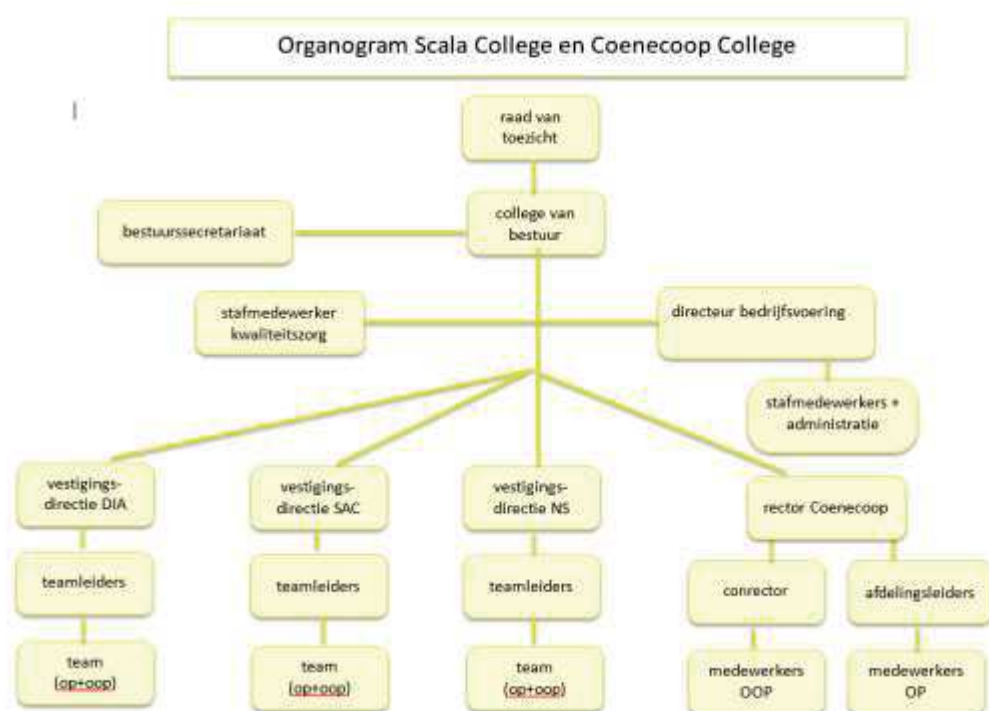 Organogram Scala College en Coenecoop College
raad van
toezicht
college van
bestuur
bestuurssecretariaat
stafmedewerker
kwaliteitszorg
directeur bedrijfsvoering
stafmedewerkers +
administratie
vestigings-
directie DIA
vestigings-
directie SAC
vestigings-
directie NS
rector Coenecoop
teamleiders
teamleiders
teamleiders
conrector
afdelingsleiders
team
(op+oop)
team
(op+oop)
team
(op+oop)
medewerkers
OOP
medewerkers
OP